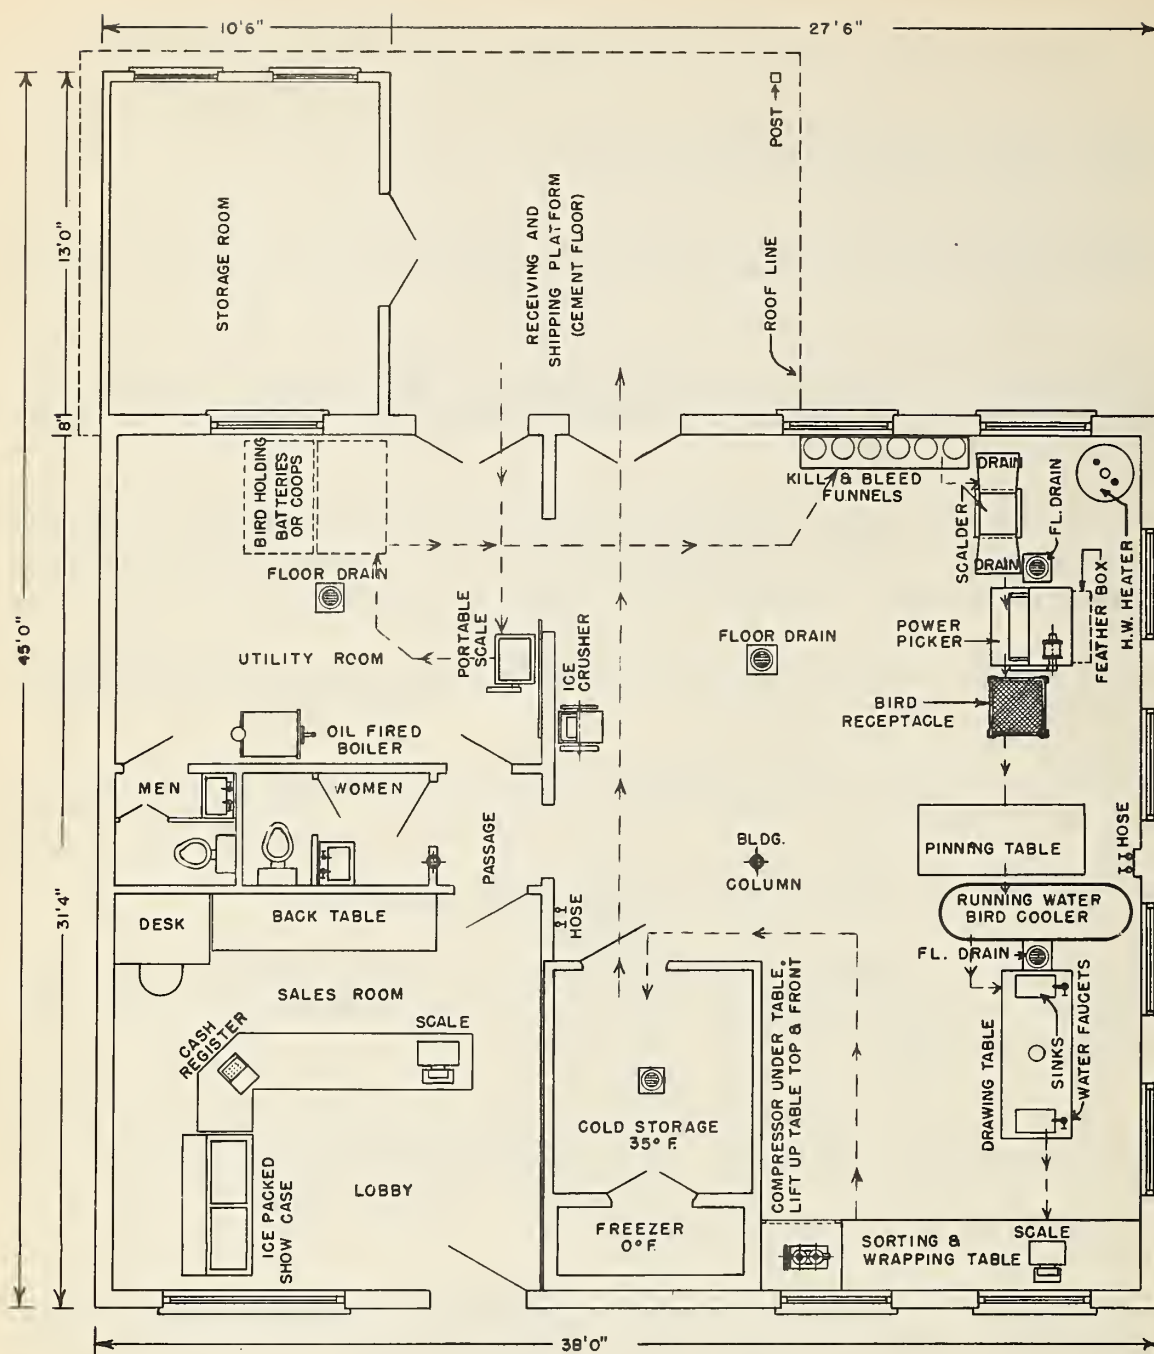 10'6"
27'6"
45'0"
13'0"
8"
31'4"
STORAGE ROOM
RECEIVING AND
SHIPPING PLATFORM
(CEMENT FLOOR)
POST
ROOF LINE
BIRD HOLDING
BATTERIES
OR COOPS
FLOOR DRAIN
KILL & BLEED
FUNNELS
DRAIN
SCALDER
DRAIN
FL. DRAIN
H.W. HEATER
FEATHER BOX
UTILITY ROOM
PORTABLE
SCALE
ICE
CRUSHER
FLOOR DRAIN
POWER
PICKER
BIRD
RECEPTACLE
OIL FIRED
BOILER
MEN
WOMEN
PASSAGE
BLDG.
COLUMN
PINNING TABLE
HOSE
DESK
BACK TABLE
HOSE
RUNNING WATER
BIRD COOLER
FL. DRAIN
SALES ROOM
CASH
REGISTER
SCALE
COMPRESSOR UNDER TABLE.
LIFT UP TABLE TOP & FRONT
DRAWING TABLE
SINKS
WATER FAUCETS
COLD STORAGE
35° F.
LOBBY
ICE PACKED
SHOW CASE
FREEZER
0° F.
SORTING &
WRAPPING TABLE
SCALE
38'0"